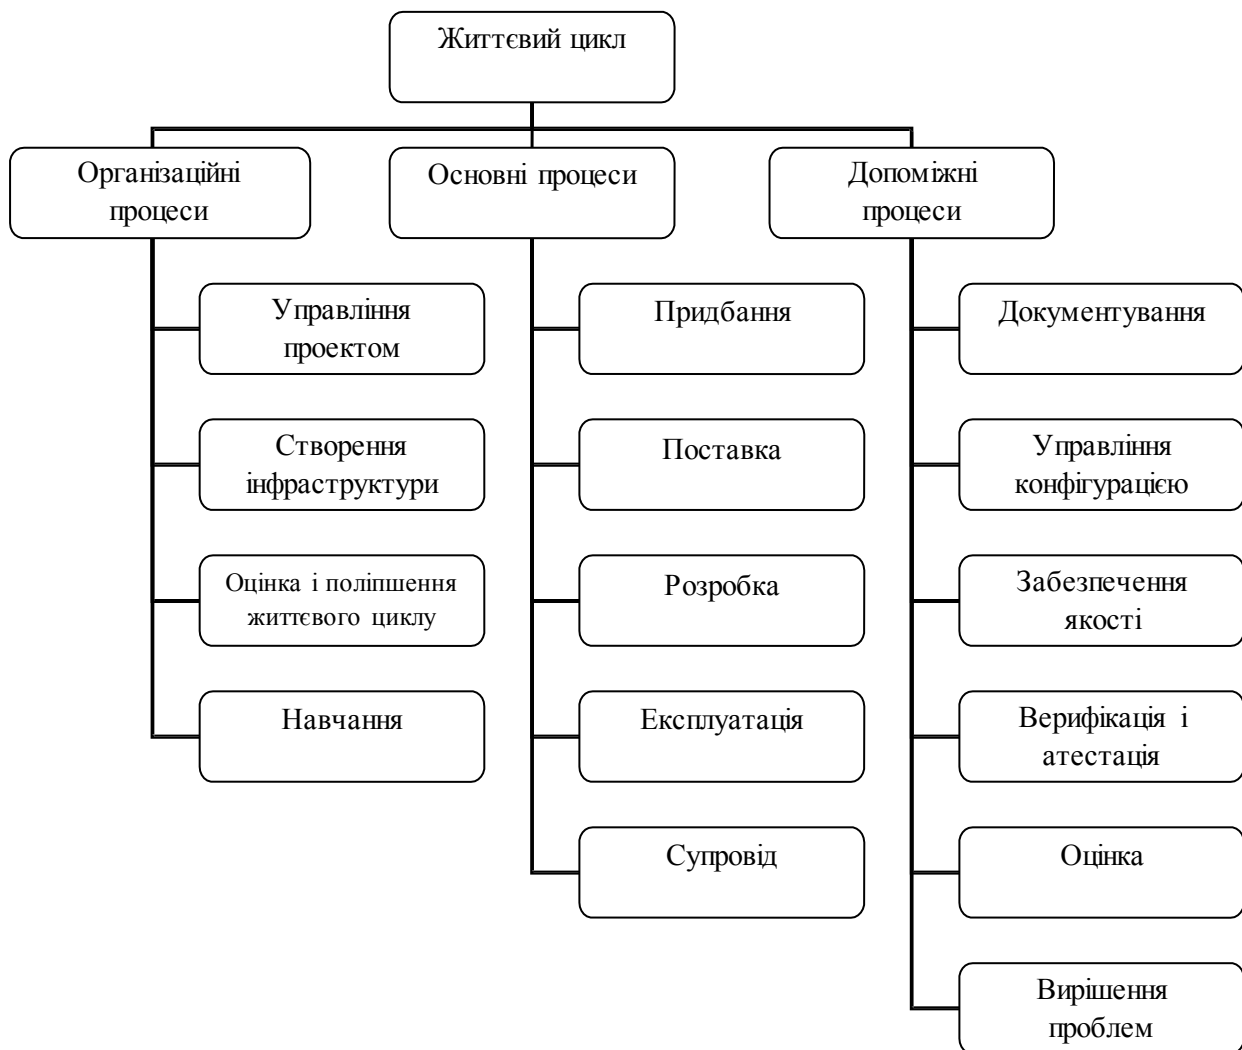 Життєвий цикл
Організаційні
процеси
Основні процеси
Допоміжні
процеси
Управління
проектом
Придбання
Документування
Створення
інфраструктури
Поставка
Управління
конфігурацією
Оцінка і поліпшення
життєвого циклу
Розробка
Забезпечення
якості
Навчання
Експлуатація
Верифікація і
атестація
Супровід
Оцінка
Вирішення
проблем